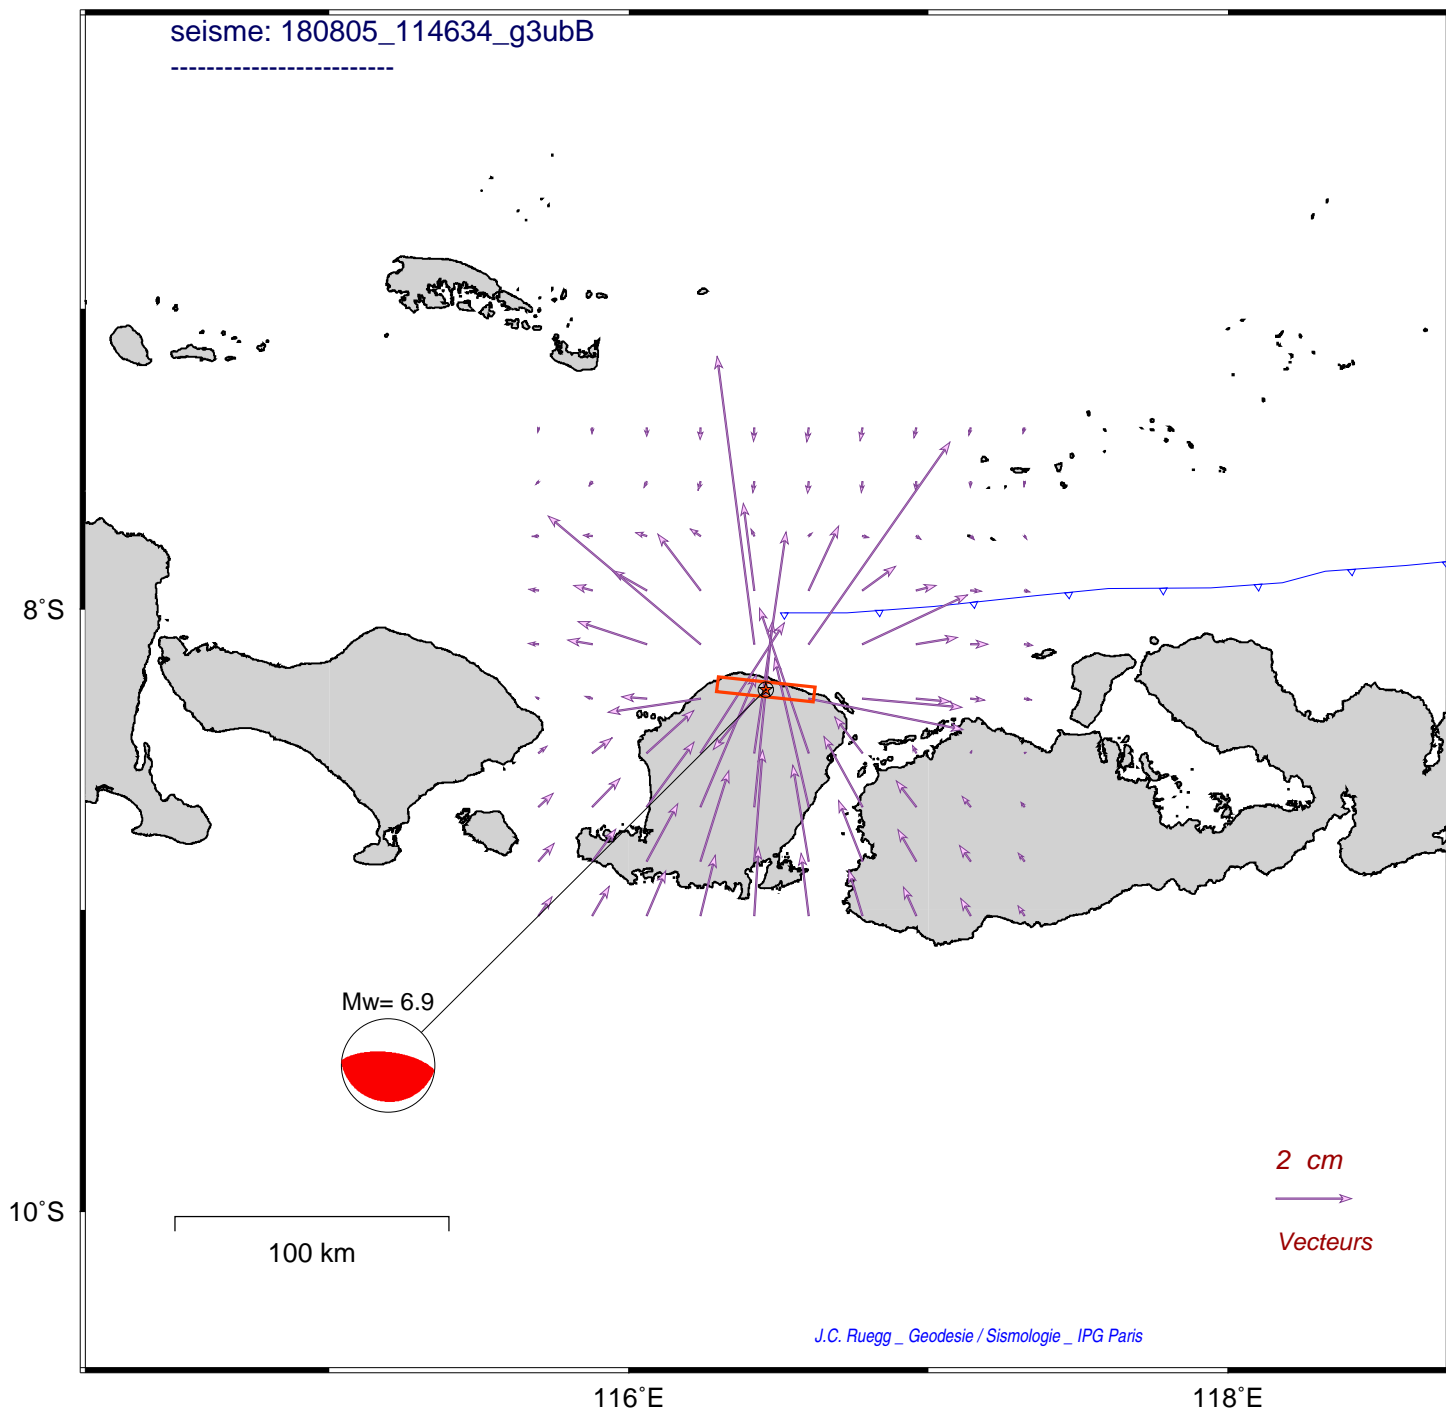 seisme: 180805_114634_g3ubB
-------------------------
8°S
Mw= 6.9
2 cm
10°S
100 km
Vecteurs
J.C. Ruegg _ Geodesie / Sismologie _ IPG Paris
116°E
118°E